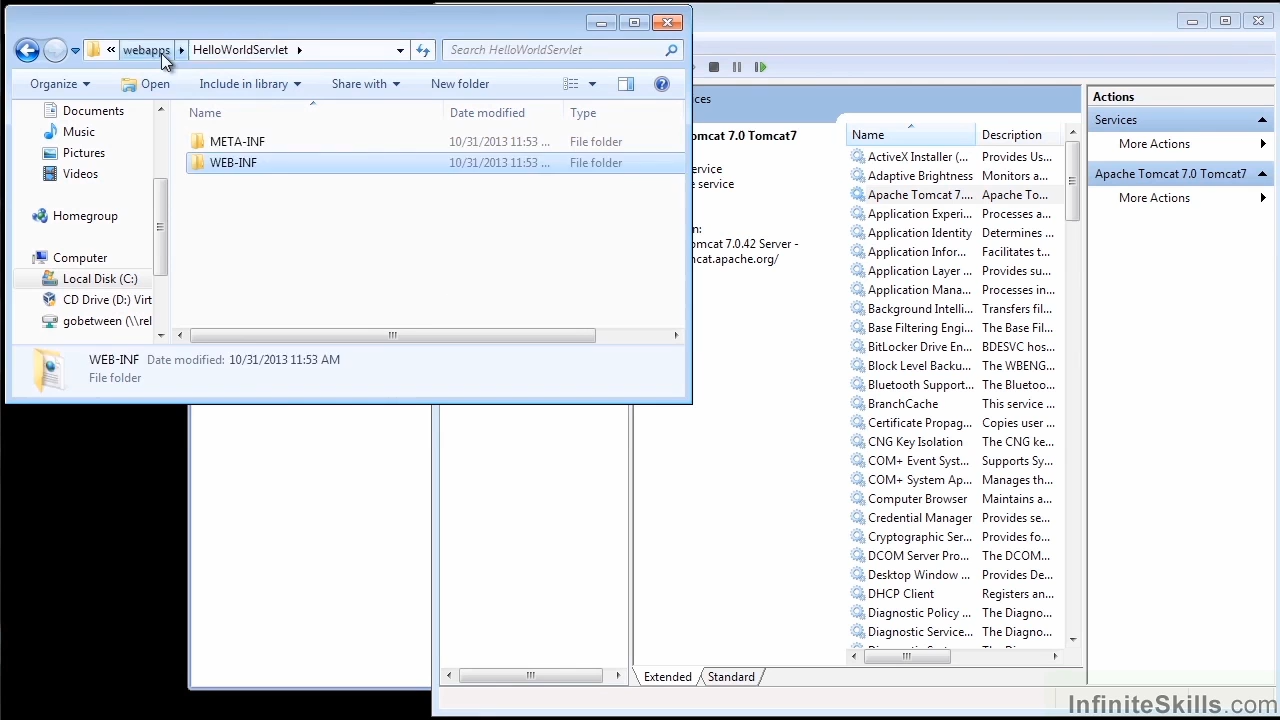 « webapps HelloWorldServlet
Search HelloWorldServlet
Organize Open Include in library Share with New folder
Documents
Music
Pictures
Videos
Homegroup
Computer
Local Disk (C:)
CD Drive (D:) Virt
gobetween (\\rel
Name Date modified Type
META-INF 10/31/2013 11:53 ... File folder
WEB-INF 10/31/2013 11:53 ... File folder
WEB-INF Date modified: 10/31/2013 11:53 AM
File folder
ces
omcat 7.0 Tomcat7
ervice
e service
n:
omcat 7.0.42 Server -
ncat.apache.org/
Name Description
ActiveX Installer (... Provides Us...
Adaptive Brightness Monitors a...
Apache Tomcat 7.... Apache To...
Application Experi... Processes a...
Application Identity Determines ...
Application Infor... Facilitates t...
Application Layer ... Provides su...
Application Mana... Processes in...
Background Intelli... Transfers fil...
Base Filtering Engi... The Base Fil...
BitLocker Drive En... BDESVC hos...
Block Level Backu... The WBENG...
Bluetooth Support... The Bluetoo...
BranchCache This service ...
Certificate Propag... Copies user ...
CNG Key Isolation The CNG ke...
COM+ Event Syst... Supports Sy...
COM+ System Ap... Manages th...
Computer Browser Maintains a...
Credential Manager Provides se...
Cryptographic Ser... Provides fo...
DCOM Server Pro... The DCOM...
Desktop Window ... Provides De...
DHCP Client Registers an...
Diagnostic Policy ... The Diagno...
Diagnostic Service... The Diagno...
Extended Standard
Actions
Services
More Actions
Apache Tomcat 7.0 Tomcat7
More Actions
InfiniteSkills.com